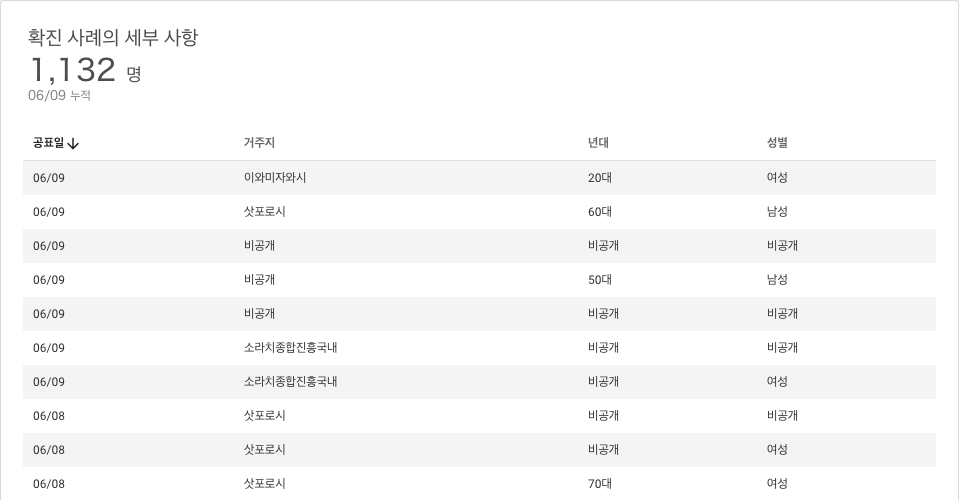 확진 사례의 세부 사항
1,132 명
06/09 누적
공표일↓ 거주지 년대 성별
06/09 이와미자와시 20대 여성
06/09 삿포로시 60대 남성
06/09 비공개 비공개 비공개
06/09 비공개 50대 남성
06/09 비공개 비공개 비공개
06/09 소라치종합진흥국내 비공개 비공개
06/09 소라치종합진흥국내 비공개 여성
06/08 삿포로시 비공개 비공개
06/08 삿포로시 비공개 여성
06/08 삿포로시 70대 여성